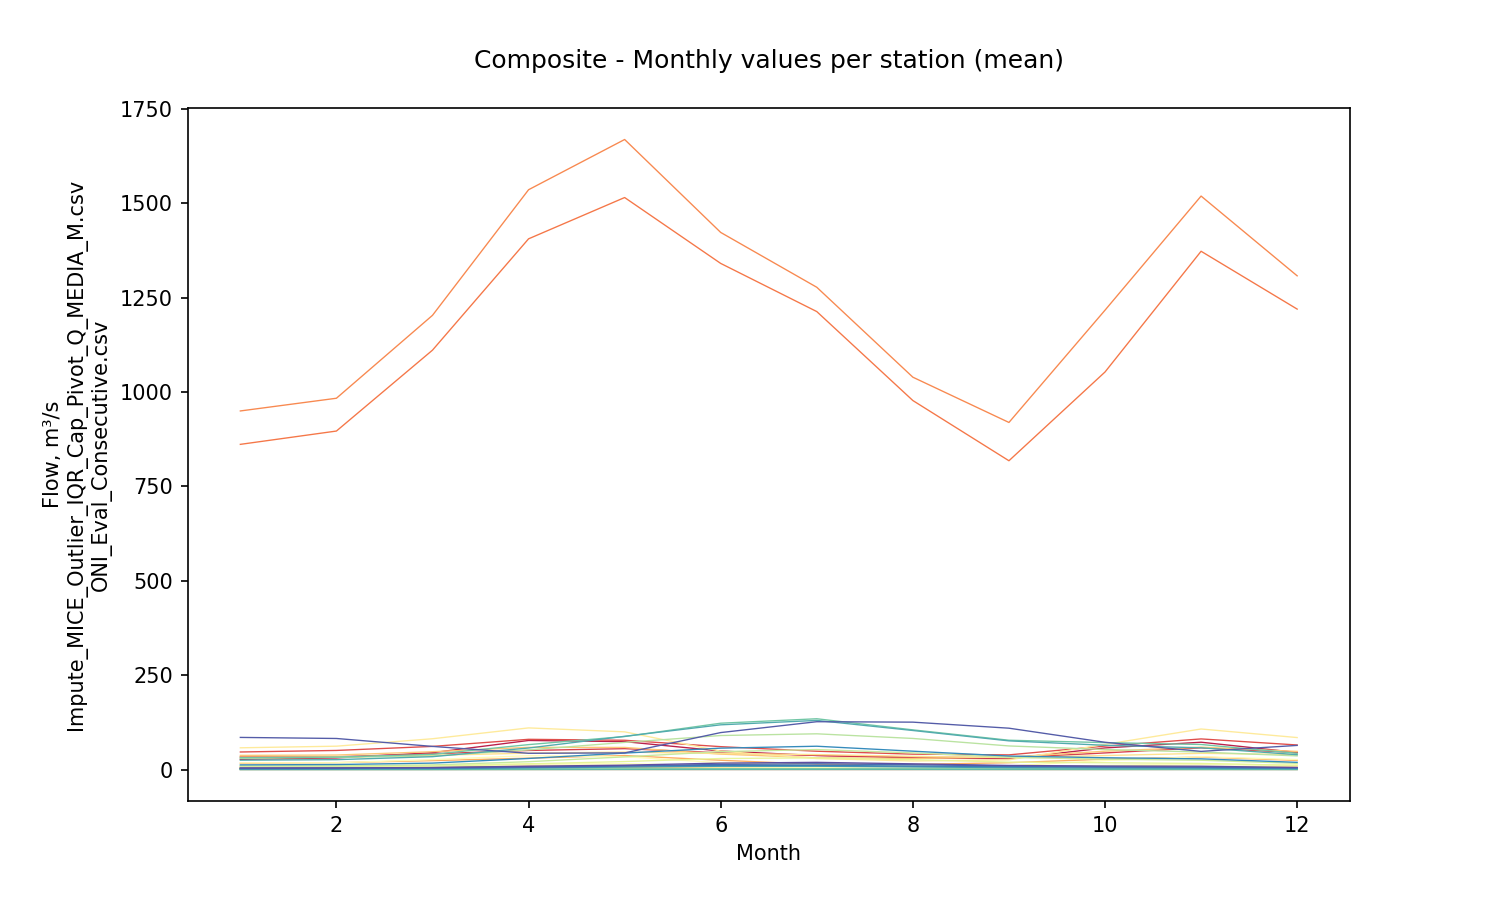 Composite - Monthly values per station (mean)
1750
1500
1250
1000
750
500
250
0
Flow, m³/s
Impute_MICE_Outlier_IQR_Cap_Pivot_Q_MEDIA_M.csv
ONI_Eval_Consecutive.csv
2 4 6 8 10 12
Month